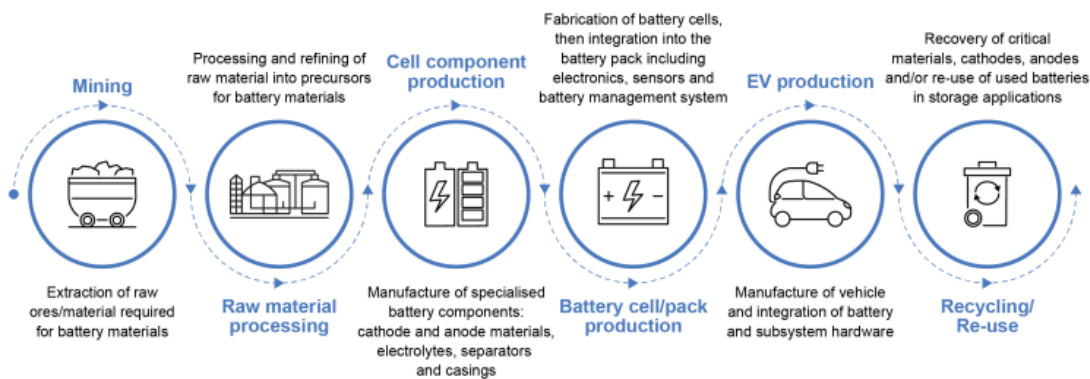 Mining
Extraction of raw
ores/material required
for battery materials
Processing and refining of
raw material into precursors
for battery materials
Raw material
processing
Cell component
production
Manufacture of specialised
battery components:
cathode and anode materials,
electrolytes, separators
and casings
Fabrication of battery cells,
then integration into the
battery pack including
electronics, sensors and
battery management system
Battery cell/pack
production
EV production
Manufacture of vehicle
and integration of battery
and subsystem hardware
Recovery of critical
materials, cathodes, anodes
and/or re-use of used batteries
in storage applications
Recycling/
Re-use